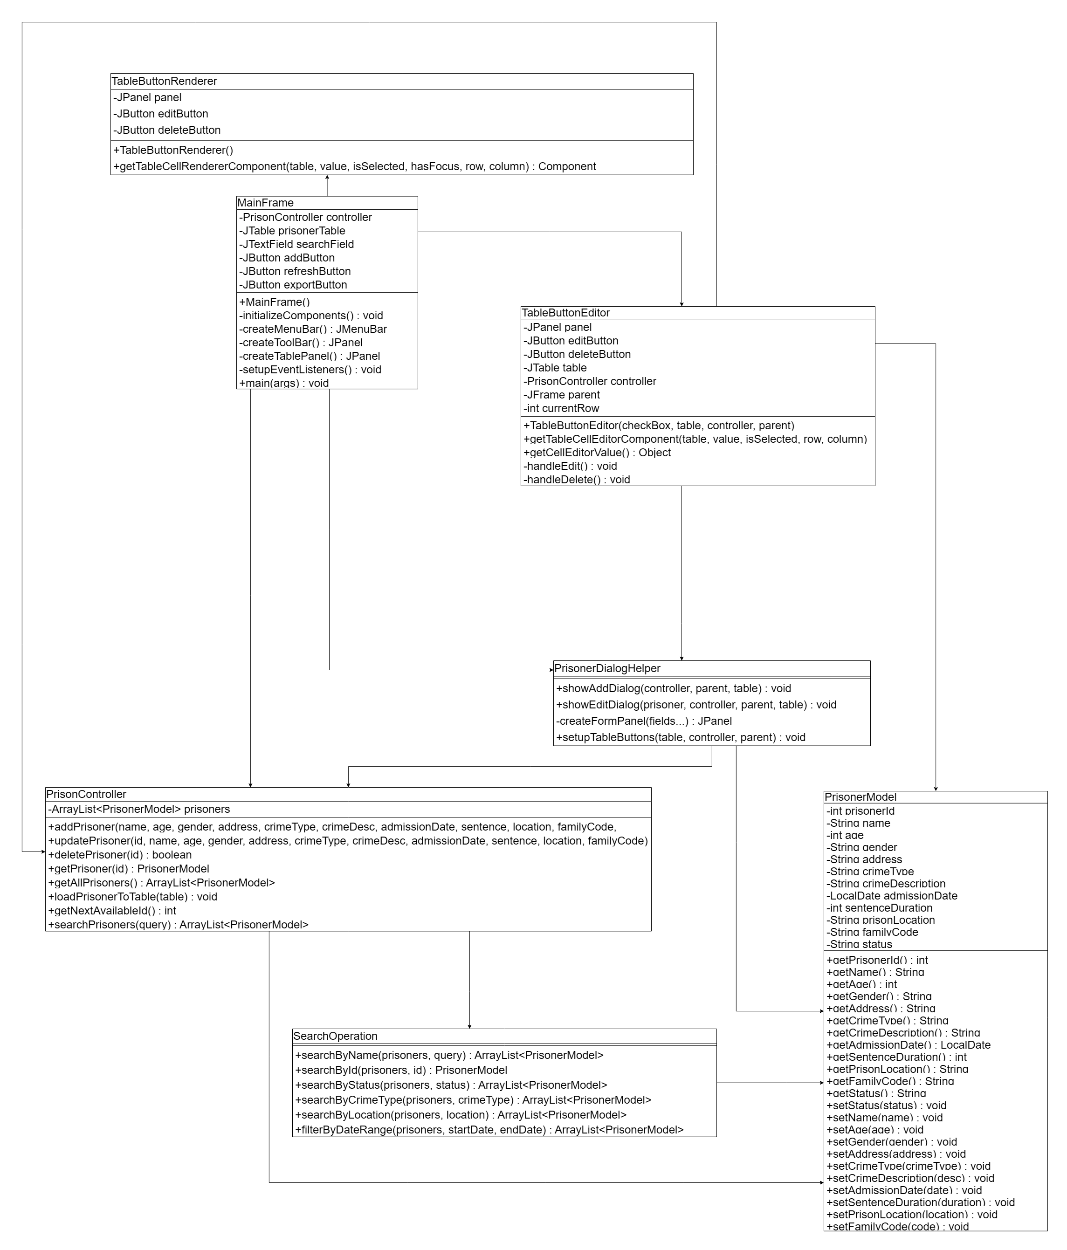 TableButtonRenderer
-JPanel panel
-JButton editButton
-JButton deleteButton
+TableButtonRenderer()
+getTableCellRendererComponent(table, value, isSelected, hasFocus, row, column) : Component
MainFrame
-PrisonController controller
-JTable prisonerTable
-JTextField searchField
-JButton addButton
-JButton refreshButton
-JButton exportButton
+MainFrame()
-initializeComponents() : void
-createMenuBar() : JMenuBar
-createToolBar() : JPanel
-createTablePanel() : JPanel
-setupEventListeners() : void
+main(args) : void
TableButtonEditor
-JPanel panel
-JButton editButton
-JButton deleteButton
-JTable table
-PrisonController controller
-JFrame parent
-int currentRow
+TableButtonEditor(checkBox, table, controller, parent)
+getTableCellEditorComponent(table, value, isSelected, row, column)
+getCellEditorValue() : Object
-handleEdit() : void
-handleDelete() : void
PrisonerDialogHelper
+showAddDialog(controller, parent, table) : void
+showEditDialog(prisoner, controller, parent, table) : void
-createFormPanel(fields...) : JPanel
+setupTableButtons(table, controller, parent) : void
PrisonController
-ArrayList<PrisonerModel> prisoners
+addPrisoner(name, age, gender, address, crimeType, crimeDesc, admissionDate, sentence, location, familyCode,
+updatePrisoner(id, name, age, gender, address, crimeType, crimeDesc, admissionDate, sentence, location, familyCode)
+deletePrisoner(id) : boolean
+getPrisoner(id) : PrisonerModel
+getAllPrisoners() : ArrayList<PrisonerModel>
+loadPrisonerToTable(table) : void
+getNextAvailableId() : int
+searchPrisoners(query) : ArrayList<PrisonerModel>
SearchOperation
+searchByName(prisoners, query) : ArrayList<PrisonerModel>
+searchById(prisoners, id) : PrisonerModel
+searchByStatus(prisoners, status) : ArrayList<PrisonerModel>
+searchByCrimeType(prisoners, crimeType) : ArrayList<PrisonerModel>
+searchByLocation(prisoners, location) : ArrayList<PrisonerModel>
+filterByDateRange(prisoners, startDate, endDate) : ArrayList<PrisonerModel>
PrisonerModel
-int prisonerId
-String name
-int age
-String gender
-String address
-String crimeType
-String crimeDescription
-LocalDate admissionDate
-int sentenceDuration
-String prisonLocation
-String familyCode
-String status
+getPrisonerId() : int
+getName() : String
+getAge() : int
+getGender() : String
+getAddress() : String
+getCrimeType() : String
+getCrimeDescription() : String
+getAdmissionDate() : LocalDate
+getSentenceDuration() : int
+getPrisonLocation() : String
+getFamilyCode() : String
+getStatus() : String
+setStatus(status) : void
+setName(name) : void
+setAge(age) : void
+setGender(gender) : void
+setAddress(address) : void
+setCrimeType(crimeType) : void
+setCrimeDescription(desc) : void
+setAdmissionDate(date) : void
+setSentenceDuration(duration) : void
+setPrisonLocation(location) : void
+setFamilyCode(code) : void